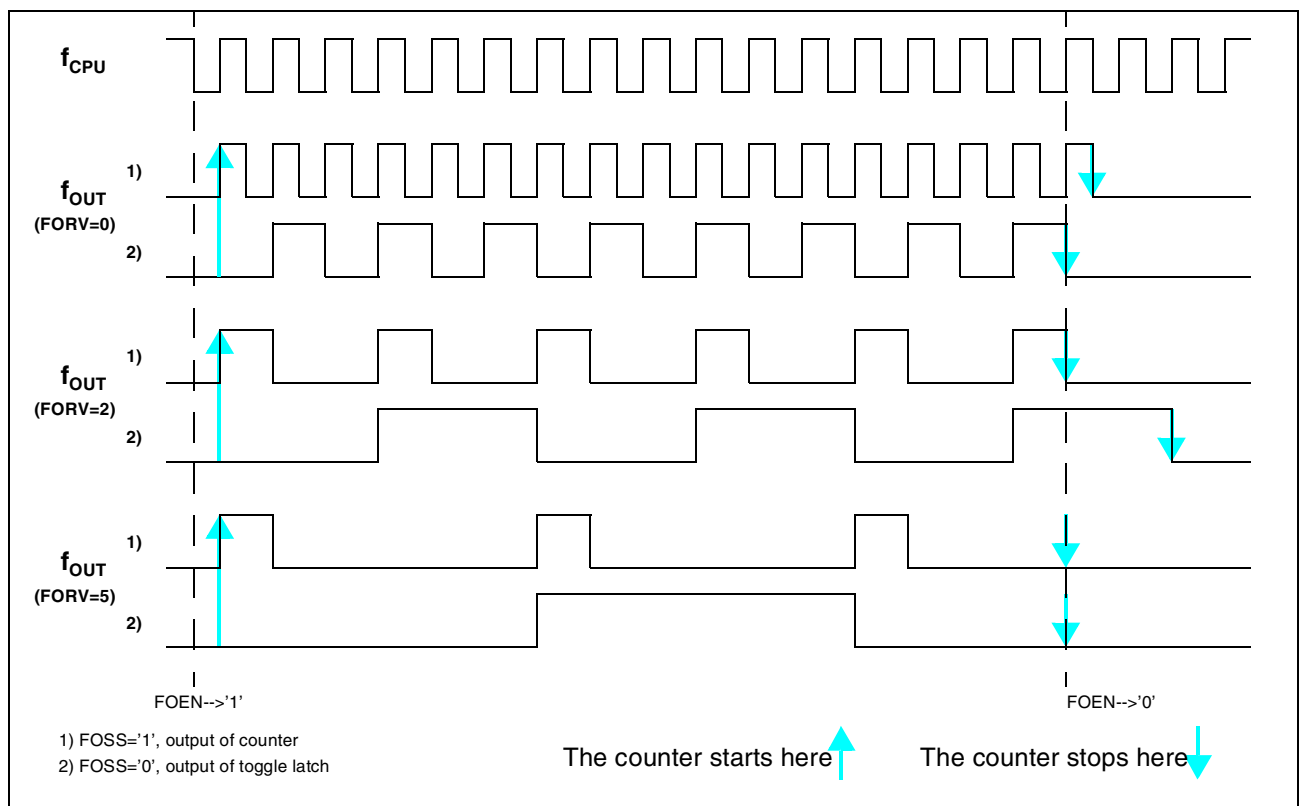 fCPU
1)
fOUT
(FORV=0)
2)
1)
fOUT
(FORV=2)
2)
1)
fOUT
(FORV=5)
2)
FOEN-->'1'
FOEN-->'0'
1) FOSS='1', output of counter
2) FOSS='0', output of toggle latch
The counter starts here
The counter stops here